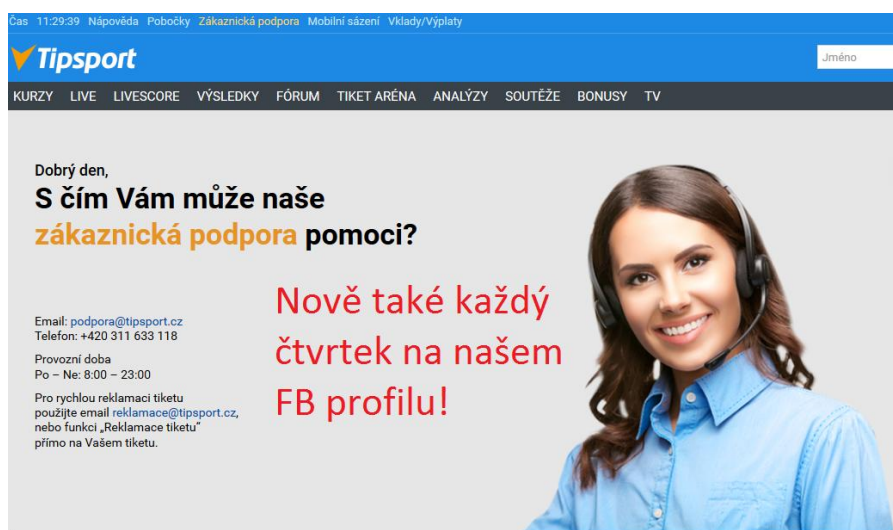 Čas 11:29:39 Nápověda Pobočky Zákaznická podpora Mobilní sázení Vklady/Výplaty
Tipsport
Jméno
KURZY LIVE LIVESCORE VÝSLEDKY FÓRUM TIKET ARÉNA ANALÝZY SOUTĚŽE BONUSY TV
Dobrý den,
S čím Vám může naše
zákaznická podpora pomoci?
Nově také každý
čtvrtek na našem
FB profilu!
Email: podpora@tipsport.cz
Telefon: +420 311 633 118
Provozní doba
Po – Ne: 8:00 – 23:00
Pro rychlou reklamaci tiketu
použijte email reklamace@tipsport.cz,
nebo funkci „Reklamace tiketu“
přímo na Vašem tiketu.